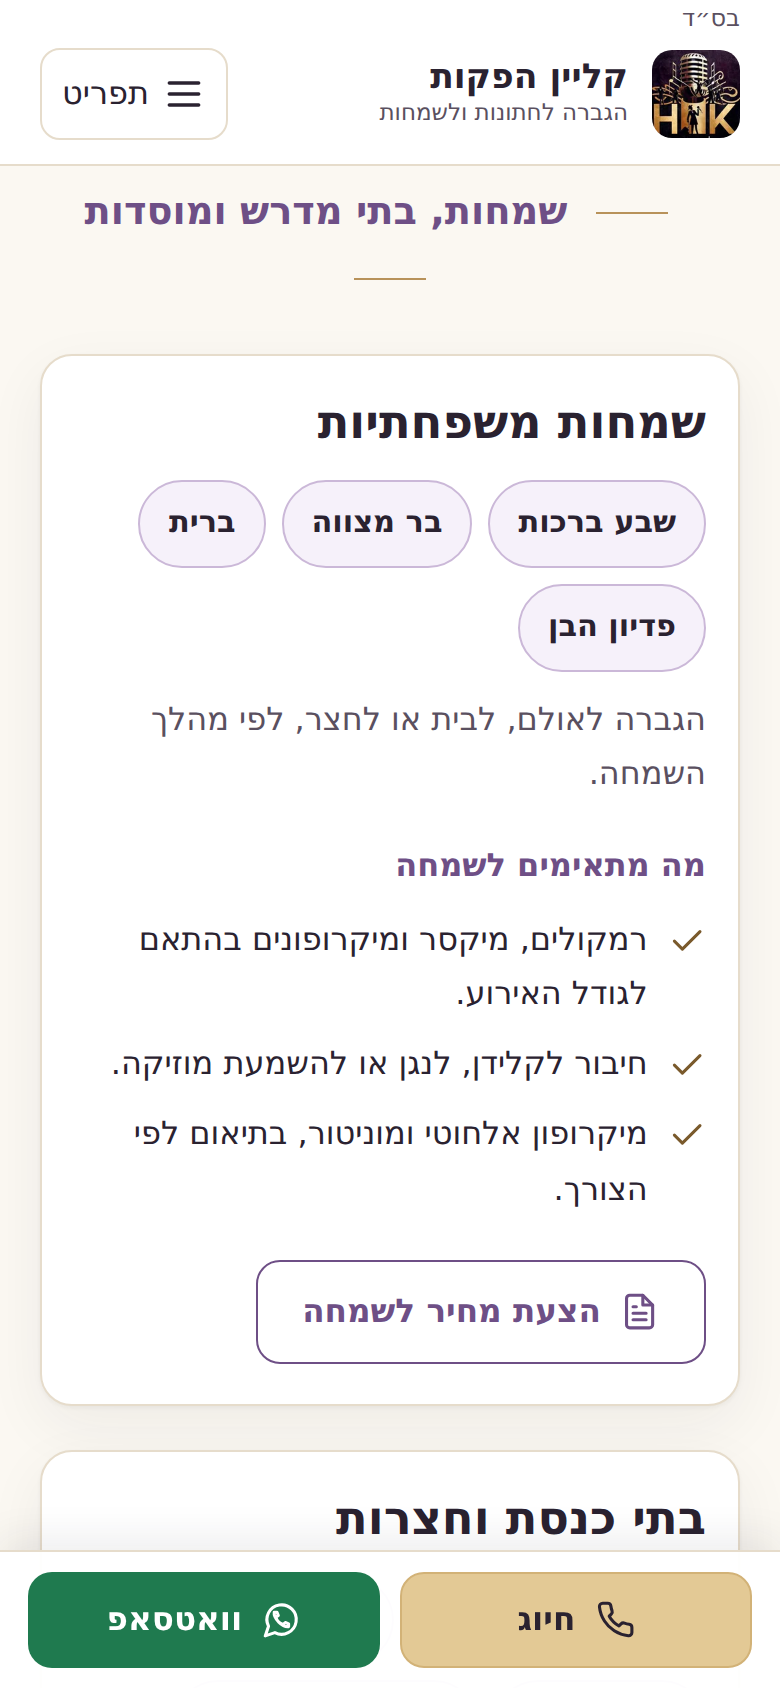 בס״ד
קליין הפקות
הגברה לחתונות ולשמחות
HK
תפריט
שמחות, בתי מדרש ומוסדות
שמחות משפחתיות
שבע ברכות
בר מצווה
ברית
פדיון הבן
הגברה לאולם, לבית או לחצר, לפי מהלך
השמחה.
מה מתאימים לשמחה
רמקולים, מיקסר ומיקרופונים בהתאם
לגודל האירוע.
חיבור לקלידן, לנגן או להשמעת מוזיקה.
מיקרופון אלחוטי ומוניטור, בתיאום לפי
הצורך.
הצעת מחיר לשמחה
בתי כנסת וחצרות
חיוג
וואטסאפ